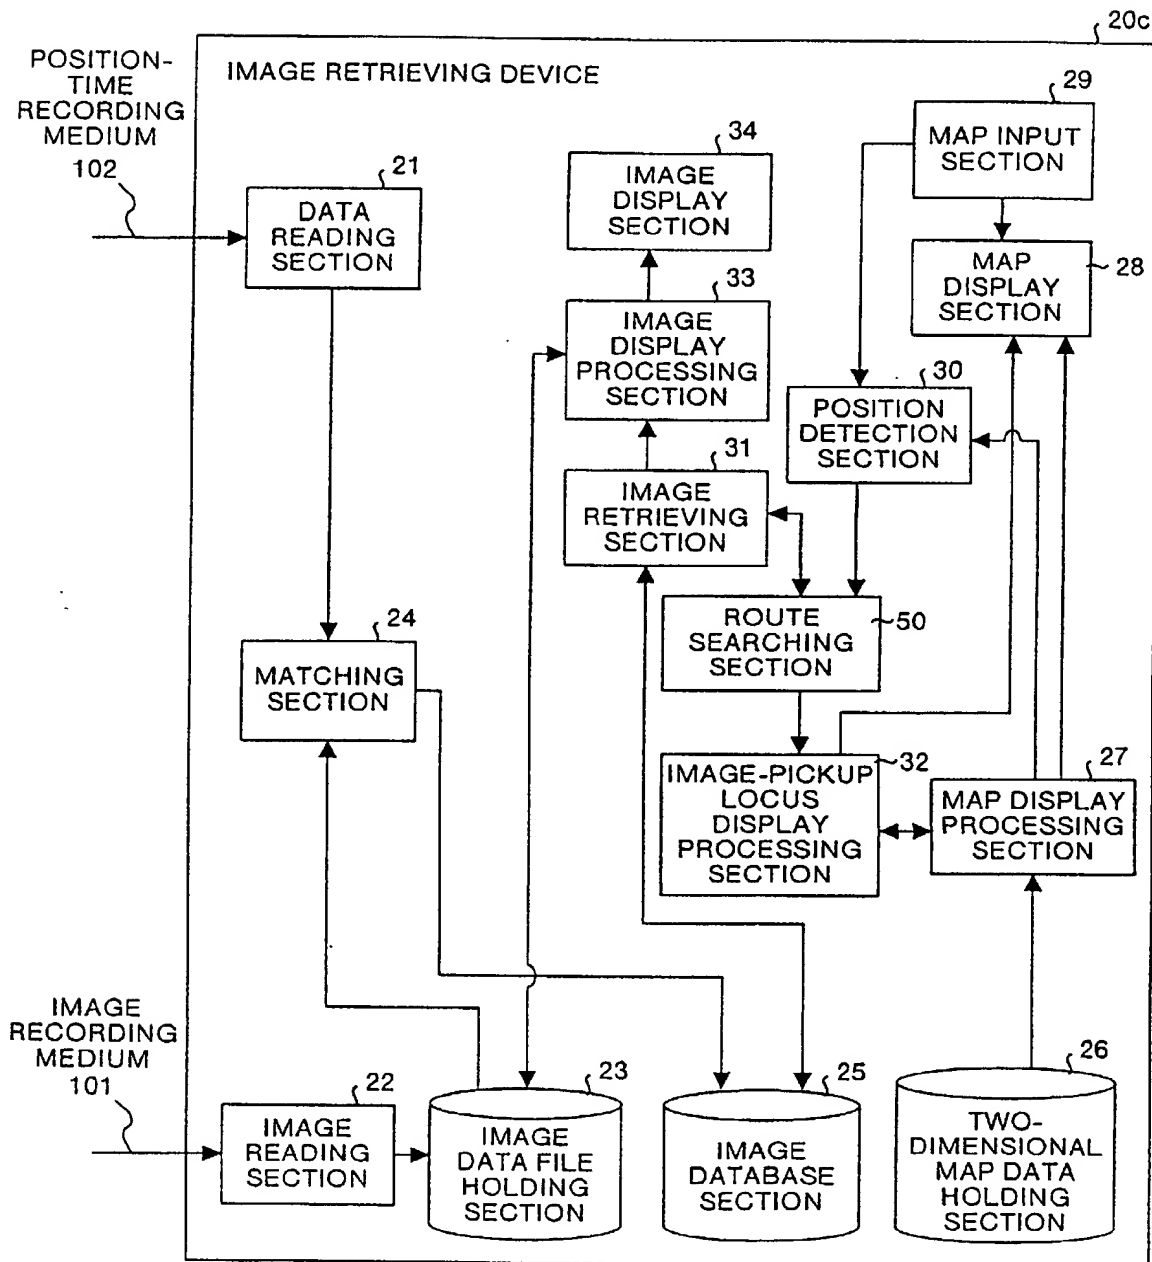 20c
POSITION-
TIME
RECORDING
MEDIUM
102
IMAGE RETRIEVING DEVICE
29
MAP INPUT
SECTION
34
IMAGE
DISPLAY
SECTION
21
DATA
READING
SECTION
MAP
DISPLAY
SECTION
28
33
IMAGE
DISPLAY
PROCESSING
SECTION
30
POSITION
DETECTION
SECTION
31
IMAGE
RETRIEVING
SECTION
24
MATCHING
SECTION
ROUTE
SEARCHING
SECTION
50
32
IMAGE-PICKUP
LOCUS
DISPLAY
PROCESSING
SECTION
27
MAP DISPLAY
PROCESSING
SECTION
IMAGE
RECORDING
MEDIUM
101
22
IMAGE
READING
SECTION
23
IMAGE
DATA FILE
HOLDING
SECTION
25
IMAGE
DATABASE
SECTION
26
TWO-
DIMENSIONAL
MAP DATA
HOLDING
SECTION